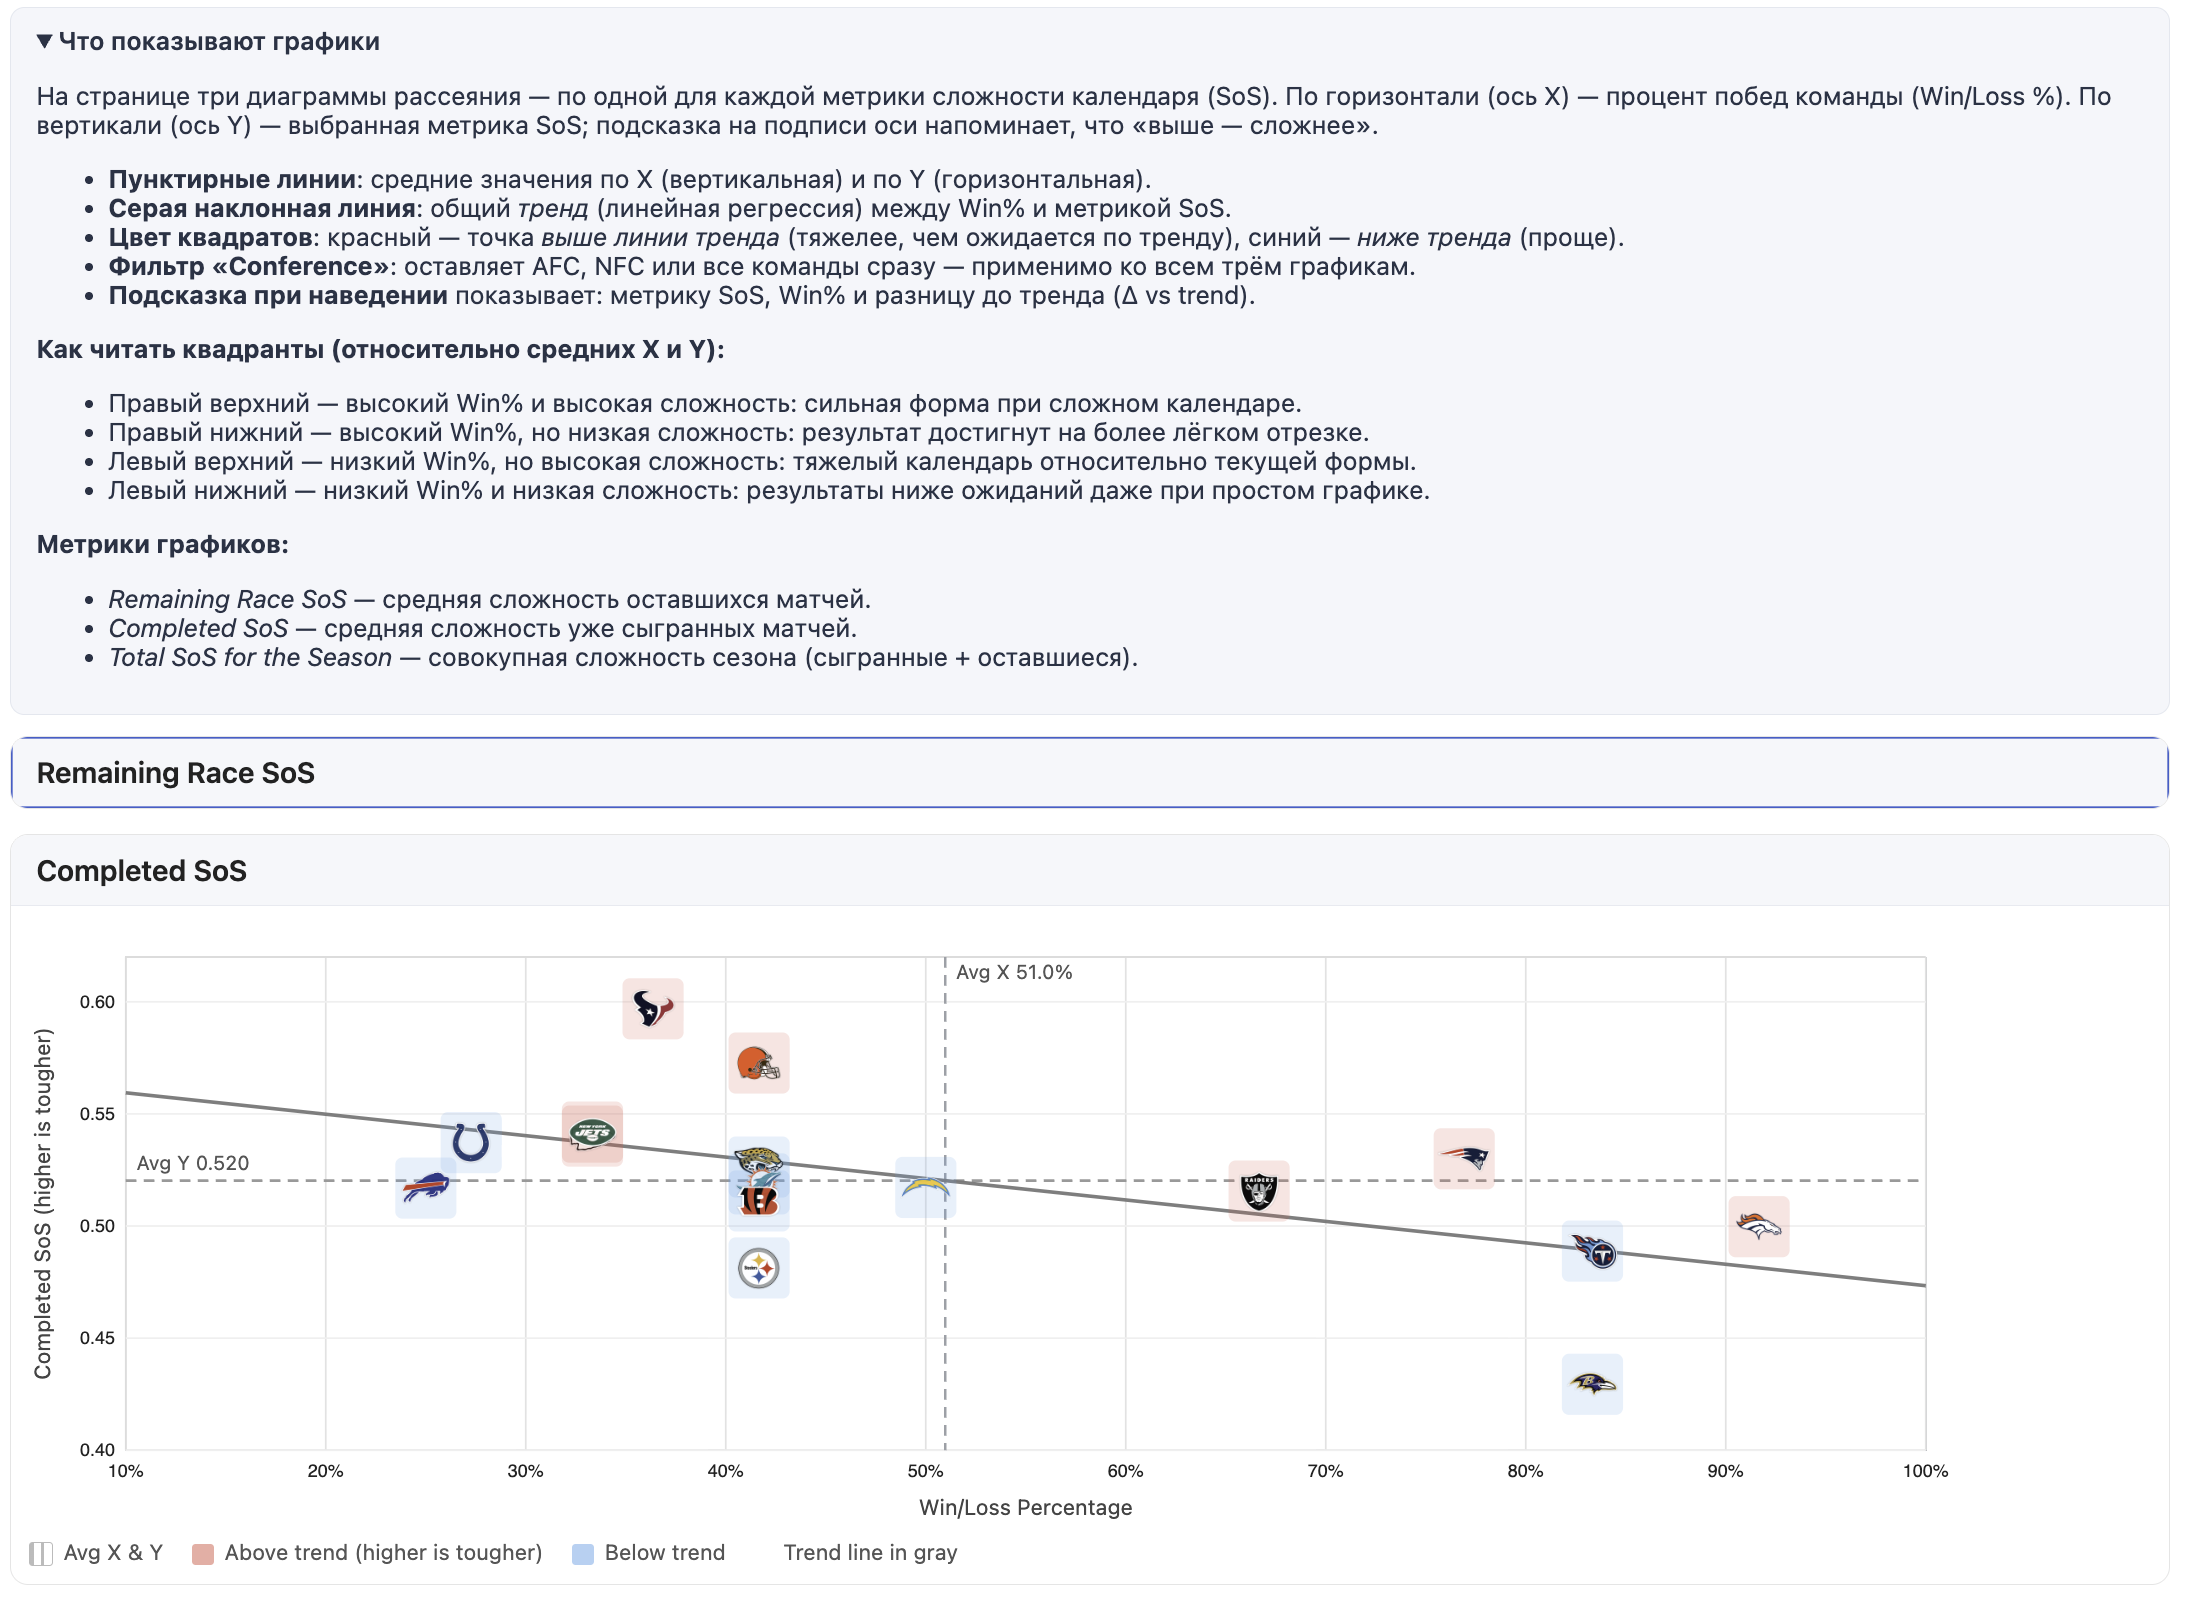 ▼ Что показывают графики
На странице три диаграммы рассеяния — по одной для каждой метрики сложности календаря (SoS). По горизонтали (ось X) — процент побед команды (Win/Loss %). По
вертикали (ось Y) — выбранная метрика SoS; подсказка на подписи оси напоминает, что «выше — сложнее».
• Пунктирные линии: средние значения по X (вертикальная) и по Y (горизонтальная).
• Серая наклонная линия: общий тренд (линейная регрессия) между Win% и метрикой SoS.
• Цвет квадратов: красный — точка выше линии тренда (тяжелее, чем ожидается по тренду), синий — ниже тренда (проще).
• Фильтр «Conference»: оставляет AFC, NFC или все команды сразу — применимо ко всем трём графикам.
• Подсказка при наведении показывает: метрику SoS, Win% и разницу до тренда (Δ vs trend).
Как читать квадранты (относительно средних X и Y):
• Правый верхний — высокий Win% и высокая сложность: сильная форма при сложном календаре.
• Правый нижний — высокий Win%, но низкая сложность: результат достигнут на более лёгком отрезке.
• Левый верхний — низкий Win%, но высокая сложность: тяжелый календарь относительно текущей формы.
• Левый нижний — низкий Win% и низкая сложность: результаты ниже ожиданий даже при простом графике.
Метрики графиков:
• Remaining Race SoS — средняя сложность оставшихся матчей.
• Completed SoS — средняя сложность уже сыгранных матчей.
• Total SoS for the Season — совокупная сложность сезона (сыгранные + оставшиеся).
Remaining Race SoS
Completed SoS
Completed SoS (higher is tougher)
0.60
0.55
0.50
0.45
0.40
Avg X 51.0%
Avg Y 0.520
NEW YORK
JETS
RAIDERS
Steelers
T
B
10%
20%
30%
40%
50%
60%
70%
80%
90%
100%
Win/Loss Percentage
Avg X & Y
Above trend (higher is tougher)
Below trend
Trend line in gray